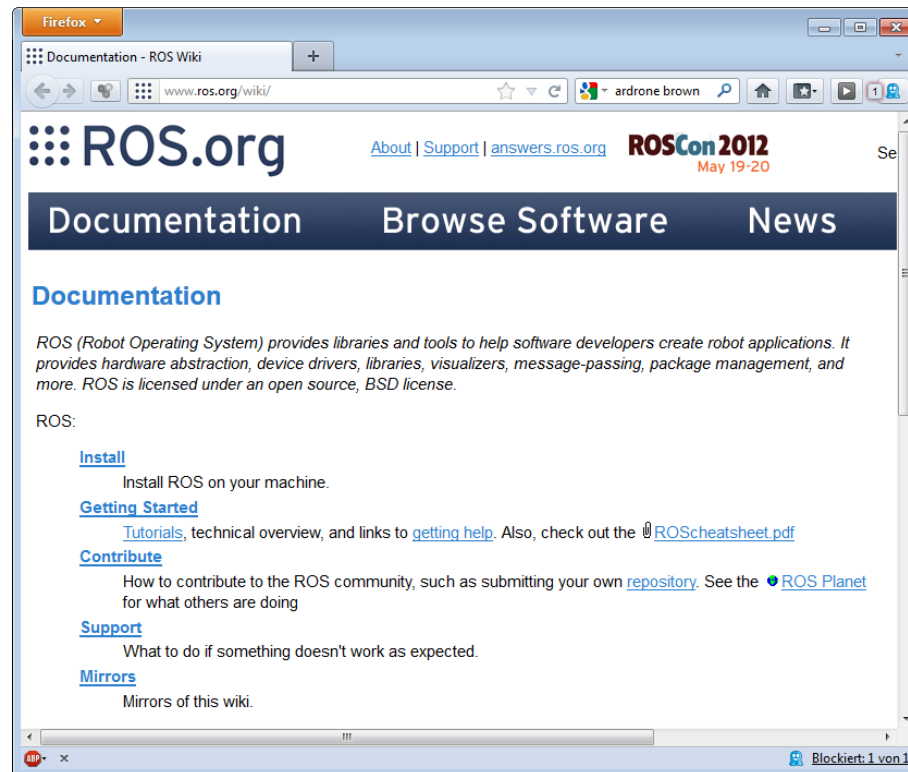 Firefox
Documentation - ROS Wiki
www.ros.org/wiki/
ardrone brown
1
ROS.org
About | Support | answers.ros.org
ROSCon 2012
May 19-20
Se
Documentation Browse Software News
Documentation
ROS (Robot Operating System) provides libraries and tools to help software developers create robot applications. It
provides hardware abstraction, device drivers, libraries, visualizers, message-passing, package management, and
more. ROS is licensed under an open source, BSD license.
ROS:
Install
Install ROS on your machine.
Getting Started
Tutorials, technical overview, and links to getting help. Also, check out the ROScheatsheet.pdf
Contribute
How to contribute to the ROS community, such as submitting your own repository. See the ROS Planet
for what others are doing
Support
What to do if something doesn't work as expected.
Mirrors
Mirrors of this wiki.
ABP
Blockiert: 1 von 1